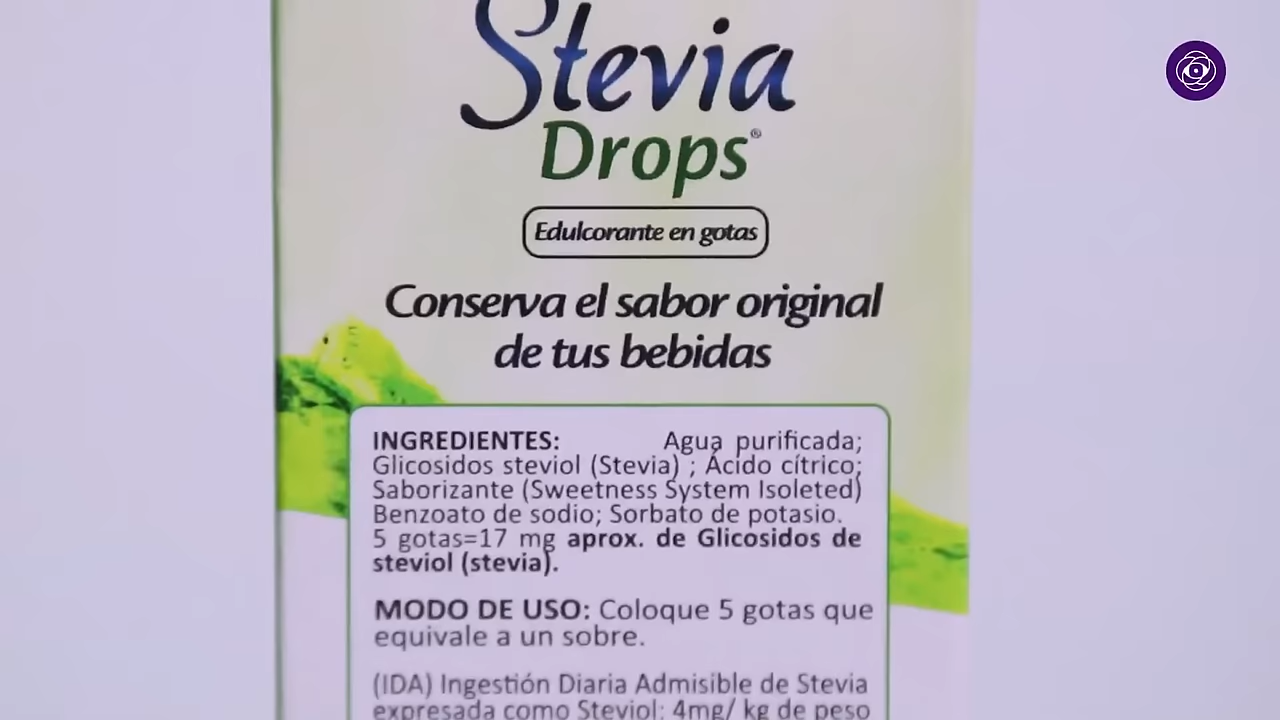 Stevia
Drops®
Edulcorante en gotas
Conserva el sabor original
de tus bebidas
INGREDIENTES: Agua purificada;
Glicosidos steviol (Stevia) ; Ácido cítrico;
Saborizante (Sweetness System Isoleted)
Benzoato de sodio; Sorbato de potasio.
5 gotas=17 mg aprox. de Glicosidos de
steviol (stevia).
MODO DE USO: Coloque 5 gotas que
equivale a un sobre.
(IDA) Ingestión Diaria Admisible de Stevia
expresada como Steviol: 4mg/ kg de peso